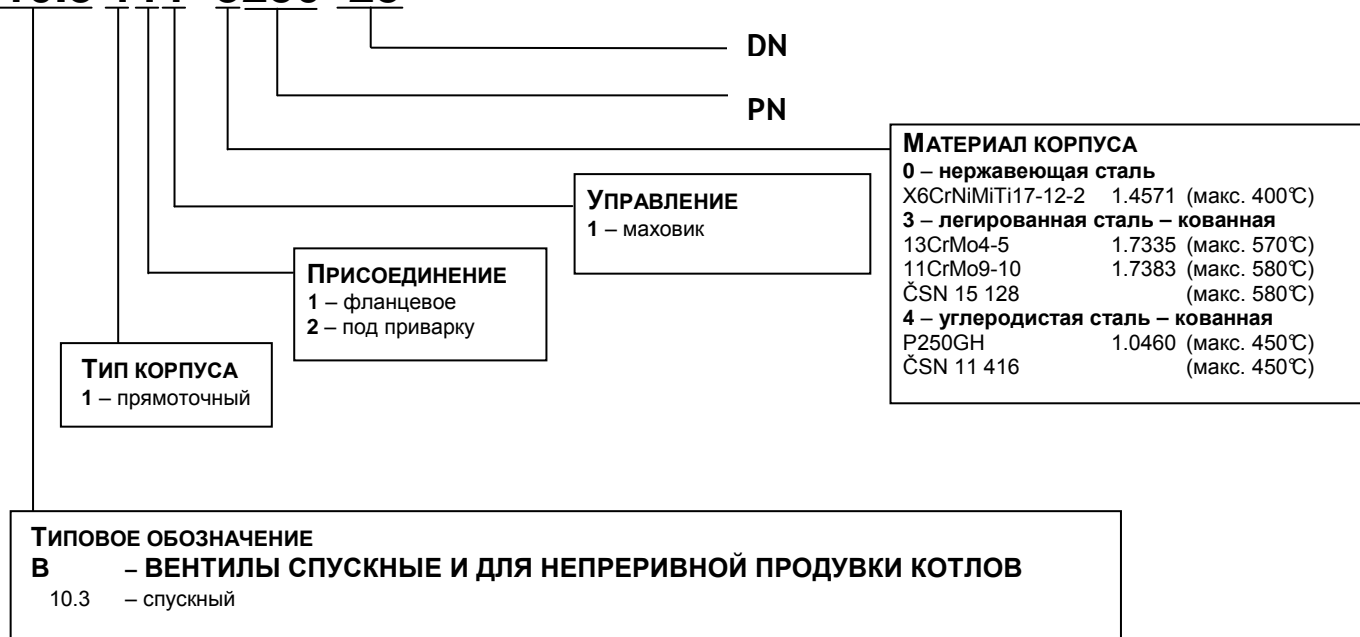 DN
PN
МАТЕРИАЛ КОРПУСА
0 – нержавеющая сталь
X6CrNiMiTi17-12-2 1.4571 (макс. 400°C)
3 – легированная сталь – кованная
13CrMo4-5 1.7335 (макс. 570°C)
11CrMo9-10 1.7383 (макс. 580°C)
ČSN 15 128 (макс. 580°C)
4 – углеродистая сталь – кованная
P250GH 1.0460 (макс. 450°C)
ČSN 11 416 (макс. 450°C)
УПРАВЛЕНИЕ
1 – маховик
ПРИСОЕДИНЕНИЕ
1 – фланцевое
2 – под приварку
ТИП КОРПУСА
1 – прямоточный
ТИПОВОЕ ОБОЗНАЧЕНИЕ
В – ВЕНТИЛЫ СПУСКНЫЕ И ДЛЯ НЕПРЕРИВНОЙ ПРОДУВКИ КОТЛОВ
10.3 – спускный